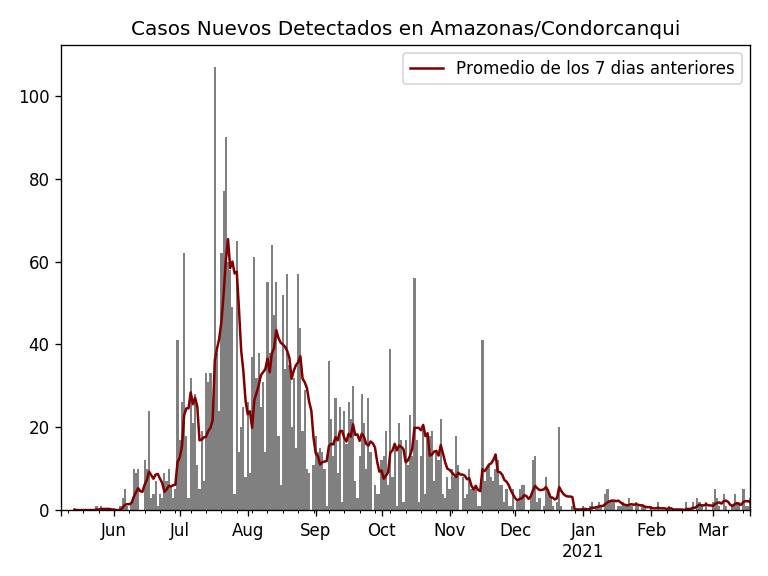 Casos Nuevos Detectados en Amazonas/Condorcanqui
Promedio de los 7 dias anteriores
100
80
60
40
20
0
Jun Jul Aug Sep Oct Nov Dec Jan Feb Mar
2021